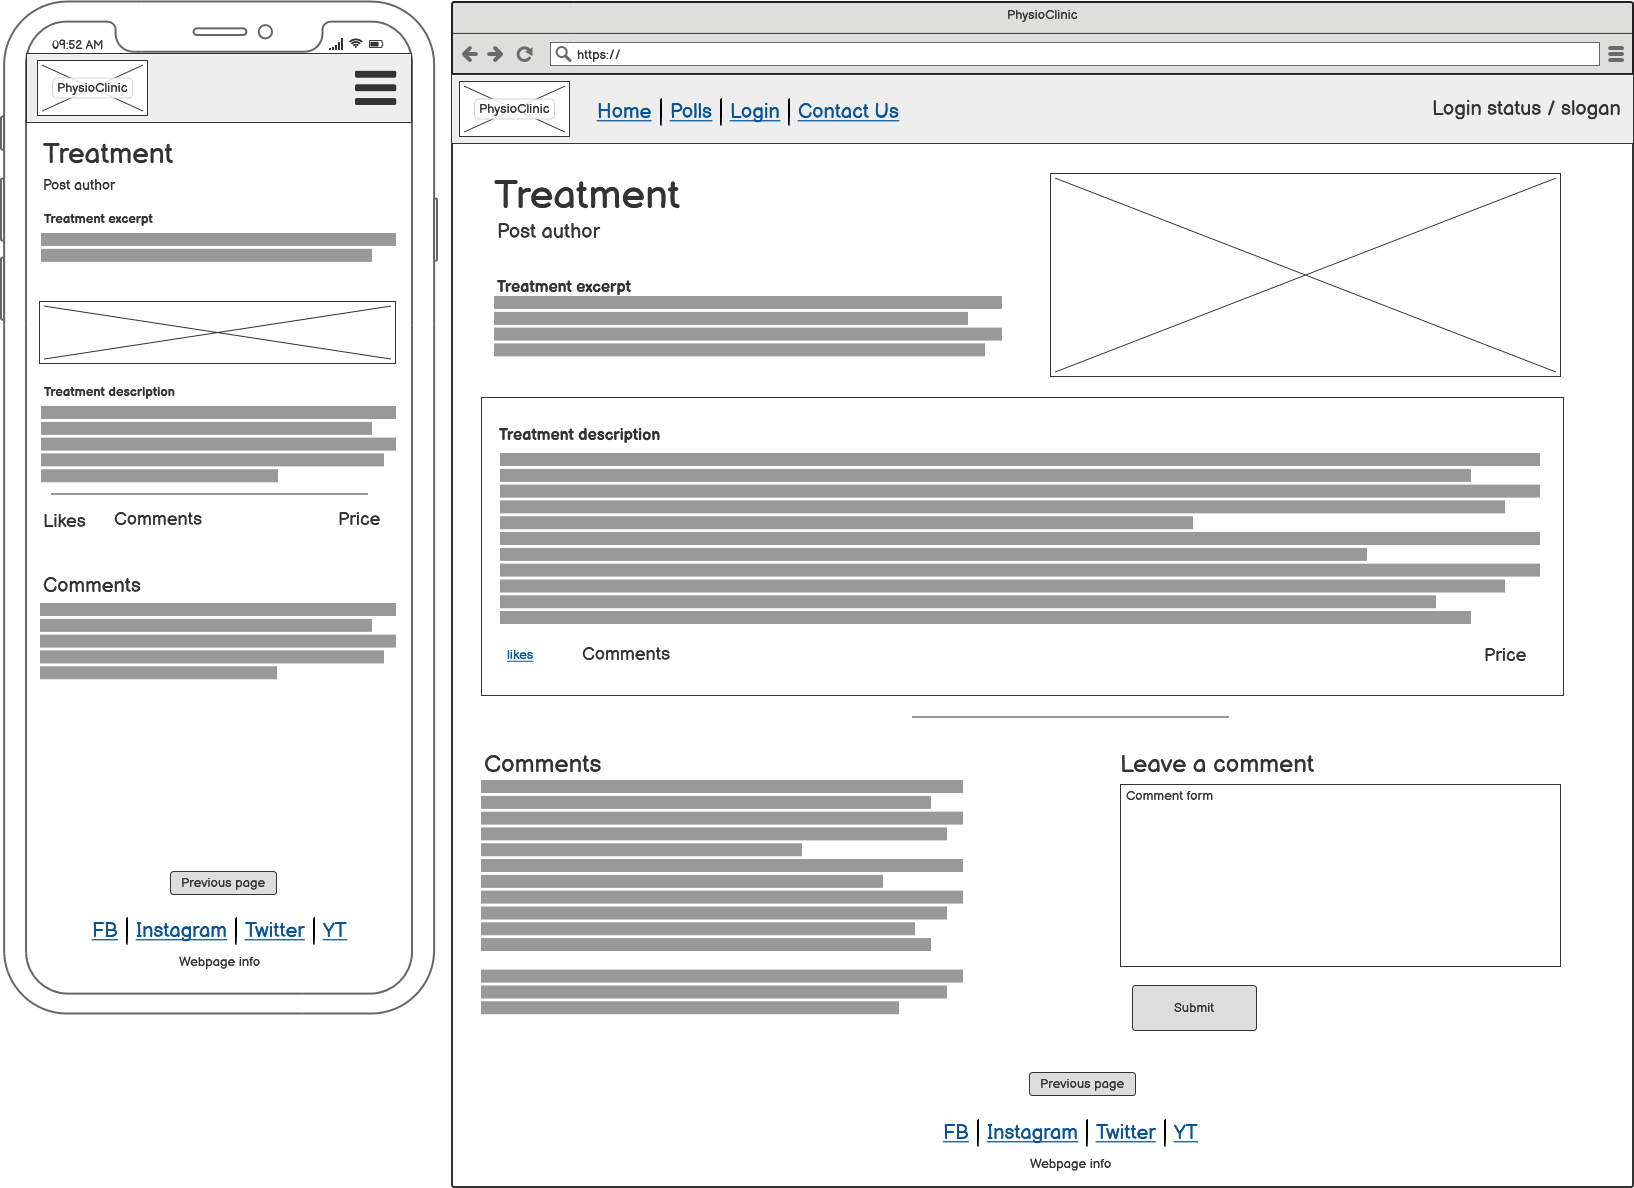 09:52 AM
PhysioClinic
Treatment
Post author
Treatment excerpt
Treatment description
Likes Comments Price
Comments
Previous page
FB Instagram Twitter YT
Webpage info
PhysioClinic
https://
PhysioClinic Home Polls Login Contact Us Login status / slogan
Treatment
Post author
Treatment excerpt
Treatment description
likes Comments Price
Comments
Leave a comment
Comment form
Submit
Previous page
FB Instagram Twitter YT
Webpage info